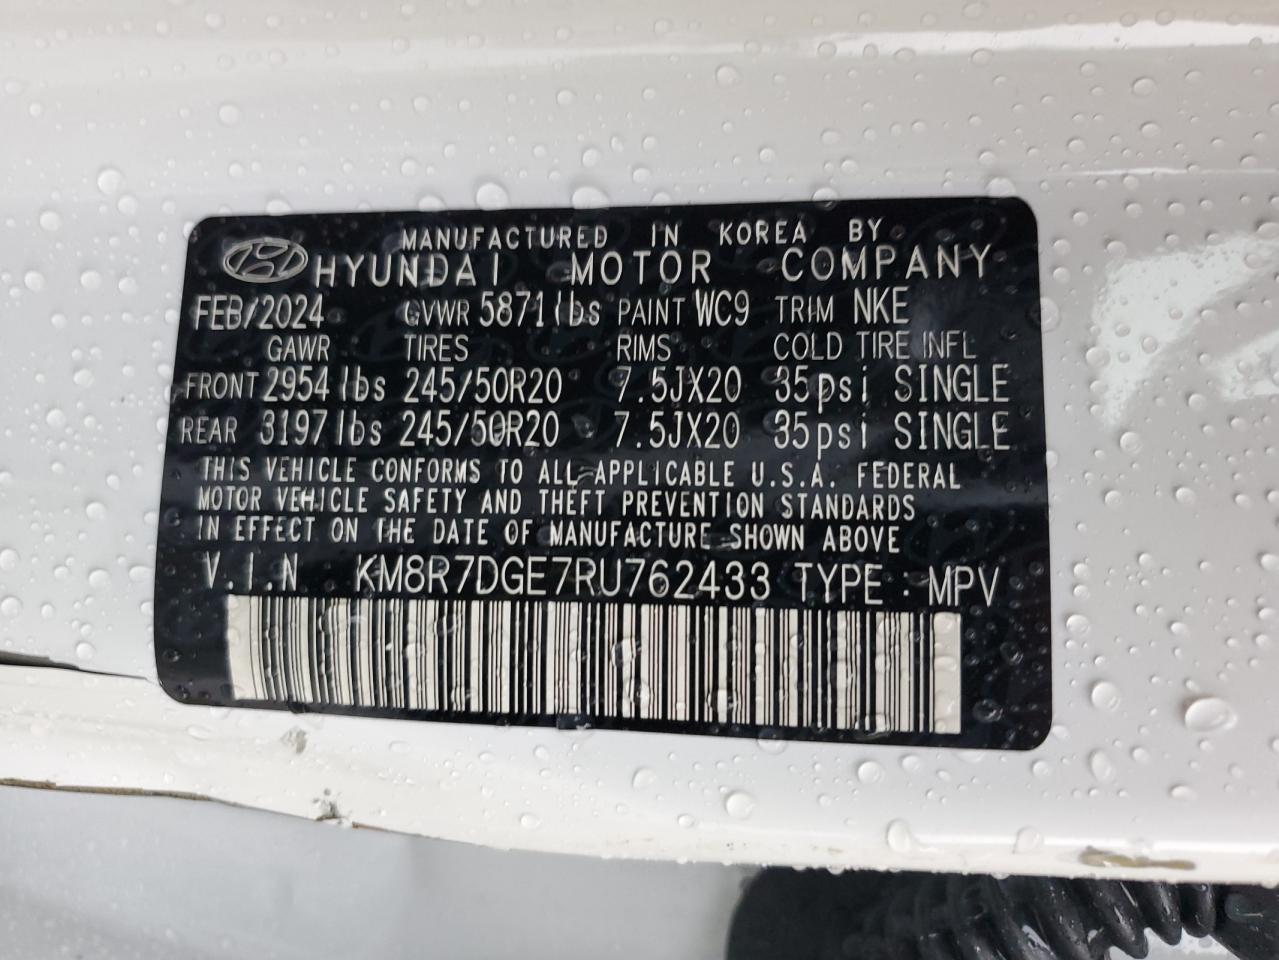 MANUFACTURED IN KOREA BY
HYUNDAI MOTOR COMPANY
FEB/2024 GVWR 5871lbs PAINT WC9 TRIM NKE
GAWR TIRES RIMS COLD TIRE INFL
FRONT 2954lbs 245/50R20 7.5JX20 35psi SINGLE
REAR 3197lbs 245/50R20 7.5JX20 35psi SINGLE
THIS VEHICLE CONFORMS TO ALL APPLICABLE U.S.A. FEDERAL
MOTOR VEHICLE SAFETY AND THEFT PREVENTION STANDARDS
IN EFFECT ON THE DATE OF MANUFACTURE SHOWN ABOVE
V.I.N KM8R7DGE7RU762433 TYPE : MPV